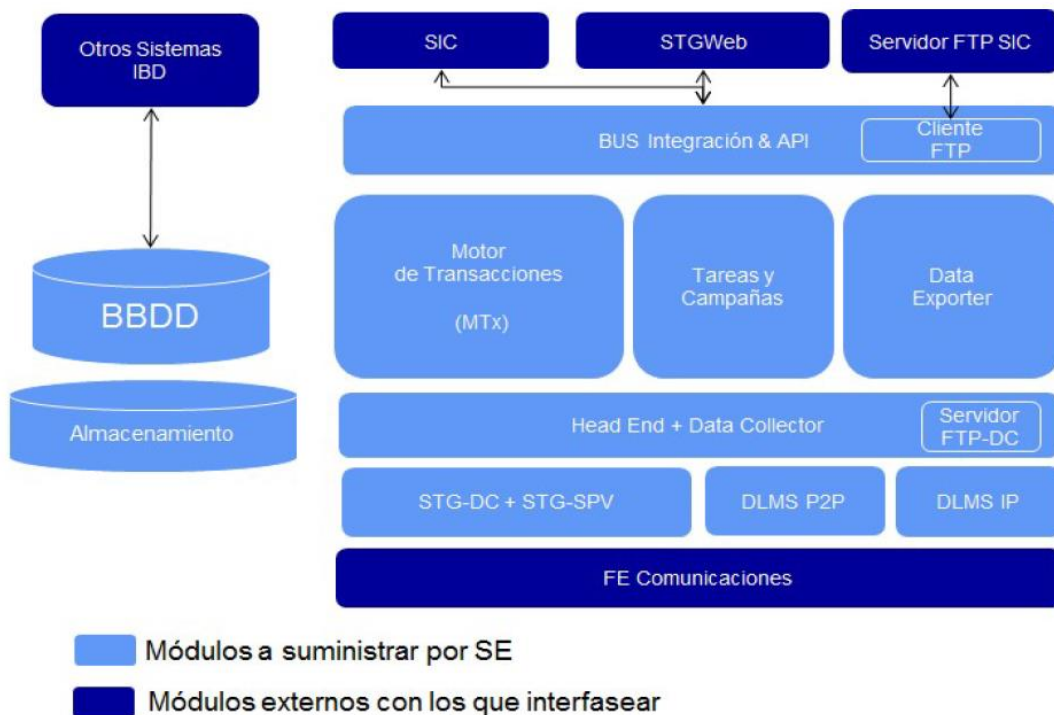 Otros Sistemas
IBD
SIC
STGWeb
Servidor FTP SIC
BUS Integración & API
Cliente
FTP
Motor
de Transacciones
(MTx)
Tareas y
Campañas
Data
Exporter
BBDD
Almacenamiento
Head End + Data Collector
Servidor
FTP-DC
STG-DC + STG-SPV
DLMS P2P
DLMS IP
FE Comunicaciones
Módulos a suministrar por SE
Módulos externos con los que interfasear